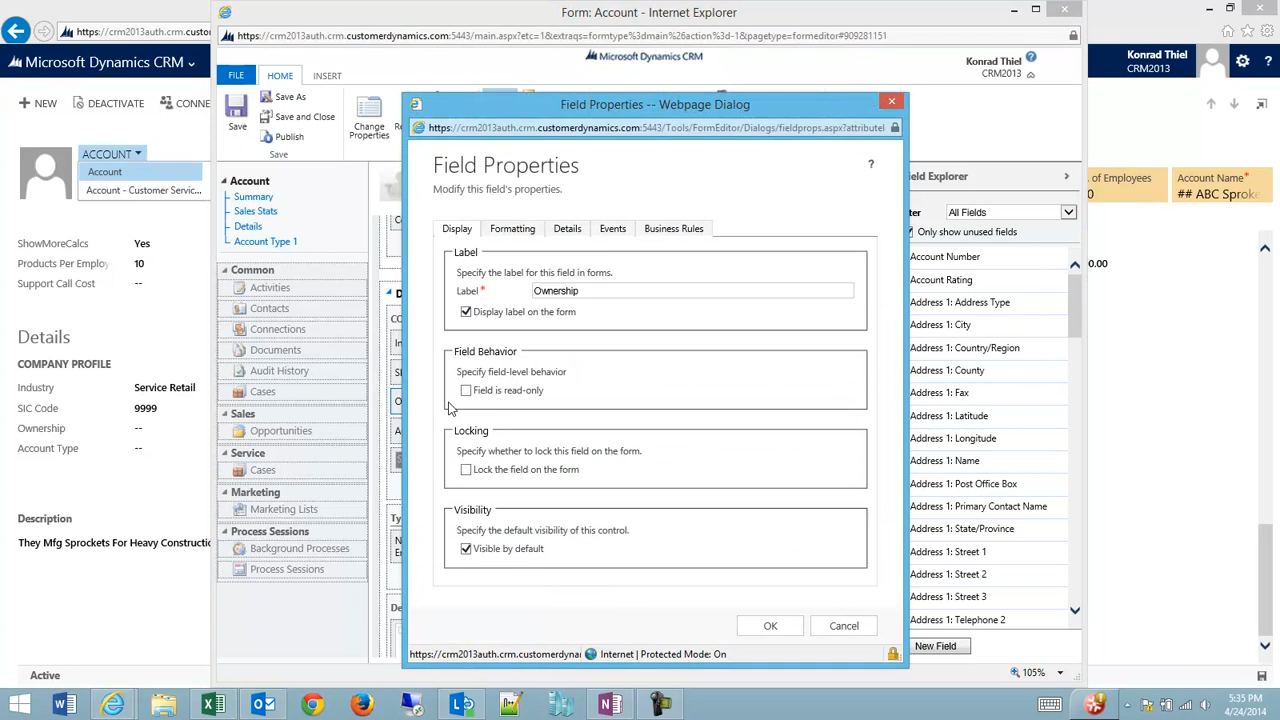 Form: Account - Internet Explorer
https://crm2013auth.crm.custome
https://crm2013auth.crm.customerdynamics.com:5443/main.aspx?etc=1&extraqs=formtype%3dmain%26action%3d-1&pagetype=formeditor#909281151
Microsoft Dynamics CRM
Microsoft Dynamics CRM
Konrad Thiel
CRM2013
?
Konrad Thiel
CRM2013
?
FILE
HOME
INSERT
NEW
DEACTIVATE
CONNE
Save
Save As
Save and Close
Publish
Save
Change
Properties
ACCOUNT
Account
Account - Customer Servic...
of Employees
0
Account Name*
## ABC Sproke
ShowMoreCalcs Yes
Products Per Employ 10
Support Call Cost --
00.00
Details
COMPANY PROFILE
Industry Service Retail
SIC Code 9999
Ownership --
Account Type --
Description
They Mfg Sprockets For Heavy Constructio
Active
Account
Summary
Sales Stats
Details
Account Type 1
Common
Activities
Contacts
Connections
Documents
Audit History
Cases
Sales
Opportunities
Service
Cases
Marketing
Marketing Lists
Process Sessions
Background Processes
Process Sessions
Field Properties -- Webpage Dialog
https://crm2013auth.crm.customerdynamics.com:5443/Tools/FormEditor/Dialogs/fieldprops.aspx?attributel
Field Properties
?
Modify this field's properties.
Display
Formatting
Details
Events
Business Rules
Label
Specify the label for this field in forms.
Label * Ownership
Display label on the form
Field Behavior
Specify field-level behavior
Field is read-only
Locking
Specify whether to lock this field on the form.
Lock the field on the form
Visibility
Specify the default visibility of this control.
Visible by default
OK
Cancel
https://crm2013auth.crm.customerdynar
Internet | Protected Mode: On
ield Explorer
ter All Fields
Only show unused fields
Account Number
Account Rating
Address 1: Address Type
Address 1: City
Address 1: Country/Region
Address 1: County
Address 1: Fax
Address 1: Latitude
Address 1: Longitude
Address 1: Name
Address 1: Post Office Box
Address 1: Primary Contact Name
Address 1: State/Province
Address 1: Street 1
Address 1: Street 2
Address 1: Street 3
Address 1: Telephone 2
New Field
105%
5:35 PM
4/24/2014